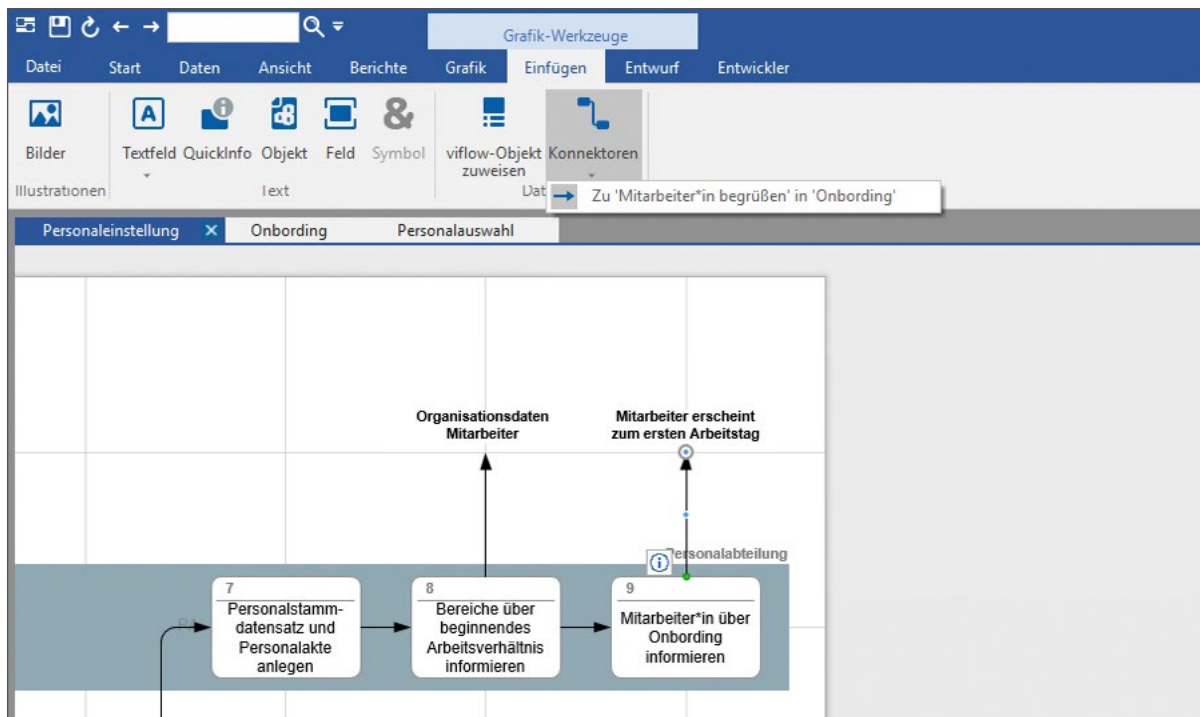 Grafik-Werkzeuge
Datei Start Daten Ansicht Berichte Grafik Einfügen Entwurf Entwickler
Bilder Textfeld QuickInfo Objekt Feld Symbol viflow-Objekt Konnektoren
zuweisen
Illustrationen Text Dat
Zu 'Mitarbeiter*in begrüßen' in 'Onbording'
Personaleinstellung Onbording Personalauswahl
Organisationsdaten
Mitarbeiter
Mitarbeiter erscheint
zum ersten Arbeitstag
Personalabteilung
7
Personalstamm-
datensatz und
Personalakte
anlegen
8
Bereiche über
beginnendes
Arbeitsverhältnis
informieren
9
Mitarbeiter*in über
Onbording
informieren